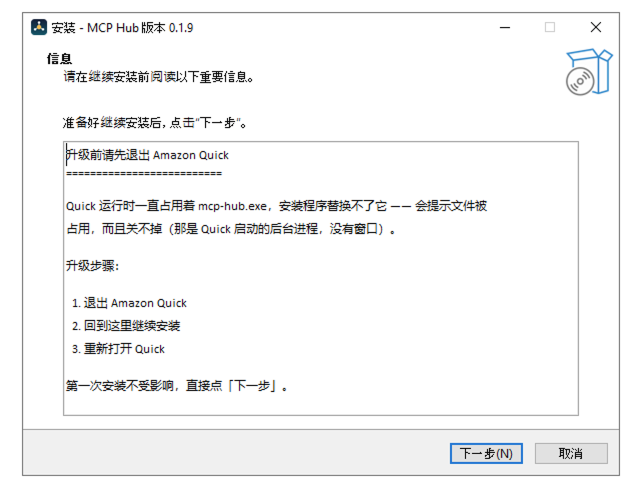 安装 - MCP Hub 版本 0.1.9
信息
请在继续安装前阅读以下重要信息。
准备好继续安装后，点击“下一步”。
升级前请先退出 Amazon Quick
==========================
Quick 运行时一直占用着 mcp-hub.exe，安装程序替换不了它 —— 会提示文件被
占用，而且关不掉（那是 Quick 启动的后台进程，没有窗口）。
升级步骤：
1. 退出 Amazon Quick
2. 回到这里继续安装
3. 重新打开 Quick
第一次安装不受影响，直接点「下一步」。
下一步(N)
取消